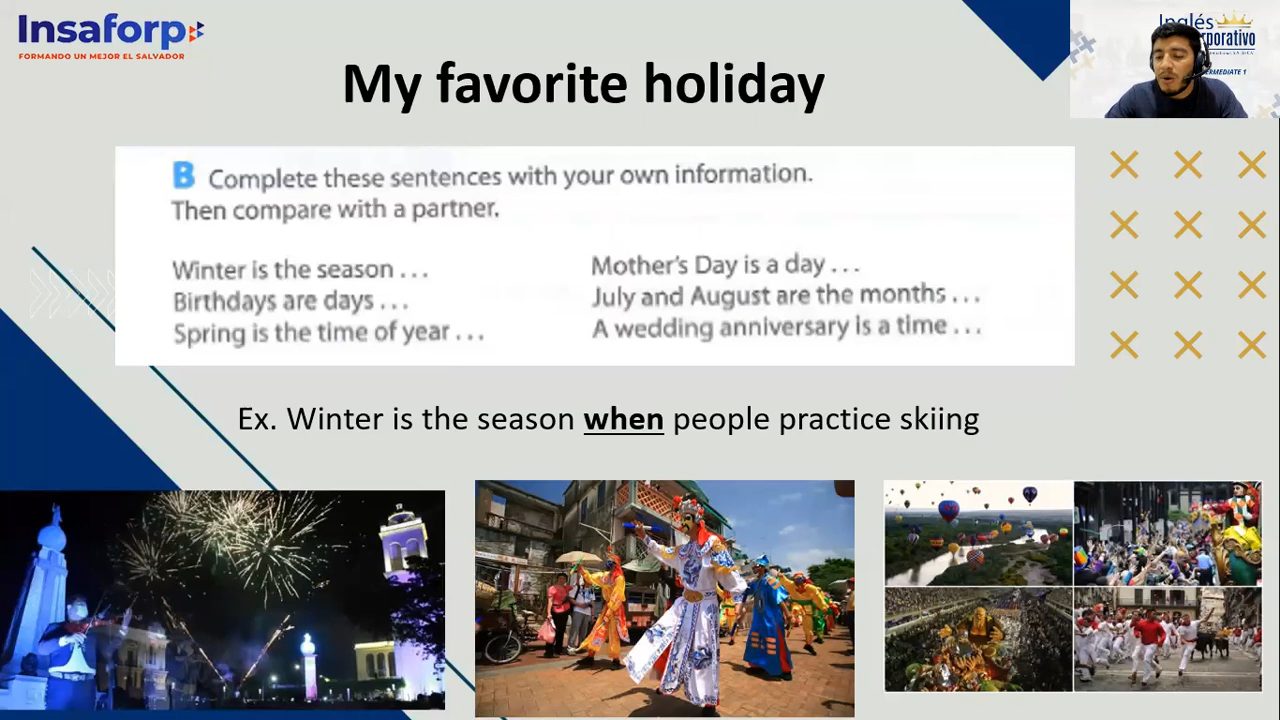 Insaforp
FORMANDO UN MEJOR EL SALVADOR
Inglés
My favorite holiday
B Complete these sentences with your own information.
Then compare with a partner.
Winter is the season ...
Birthdays are days ...
Spring is the time of year ...
Mother's Day is a day ...
July and August are the months ...
A wedding anniversary is a time ...
Ex. Winter is the season when people practice skiing